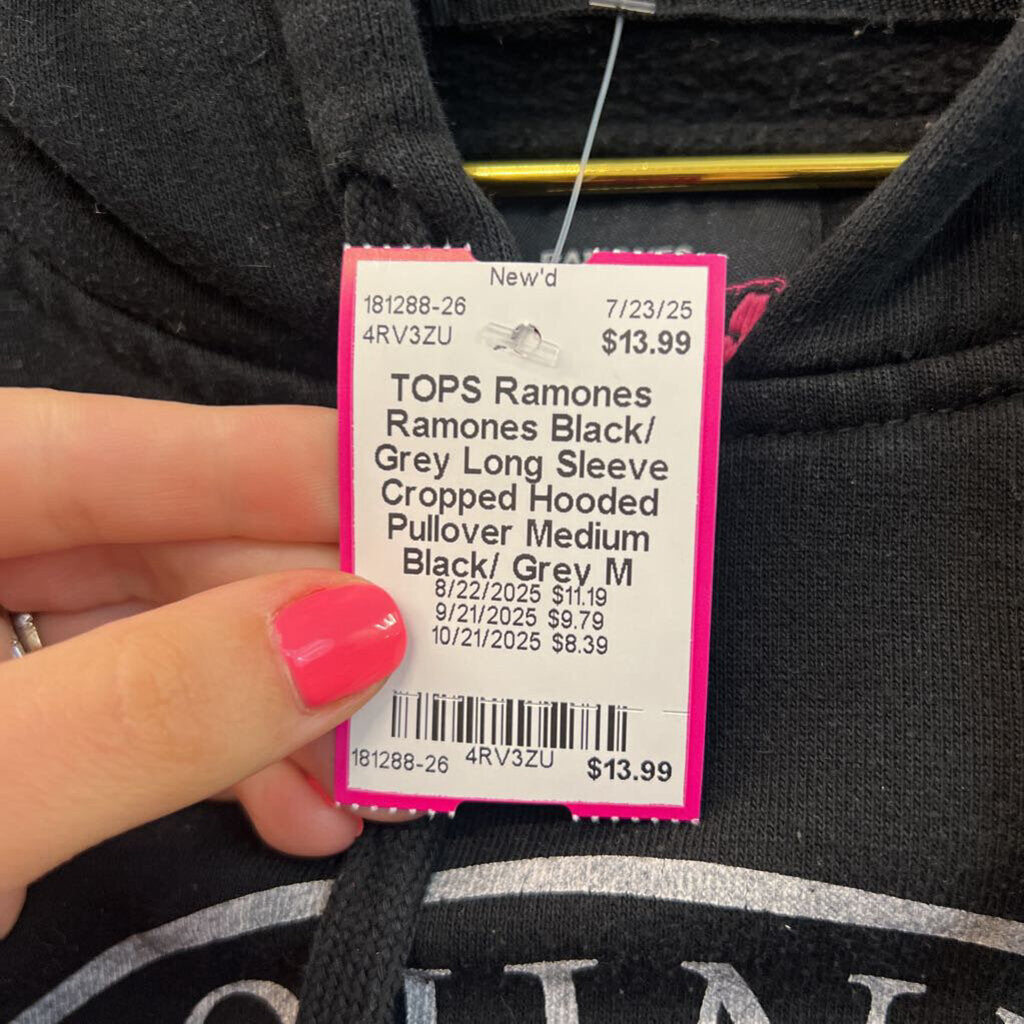 New'd
181288-26 7/23/25
4RV3ZU $13.99
TOPS Ramones
Ramones Black/
Grey Long Sleeve
Cropped Hooded
Pullover Medium
Black/ Grey M
8/22/2025 $11.19
9/21/2025 $9.79
10/21/2025 $8.39
181288-26 4RV3ZU $13.99